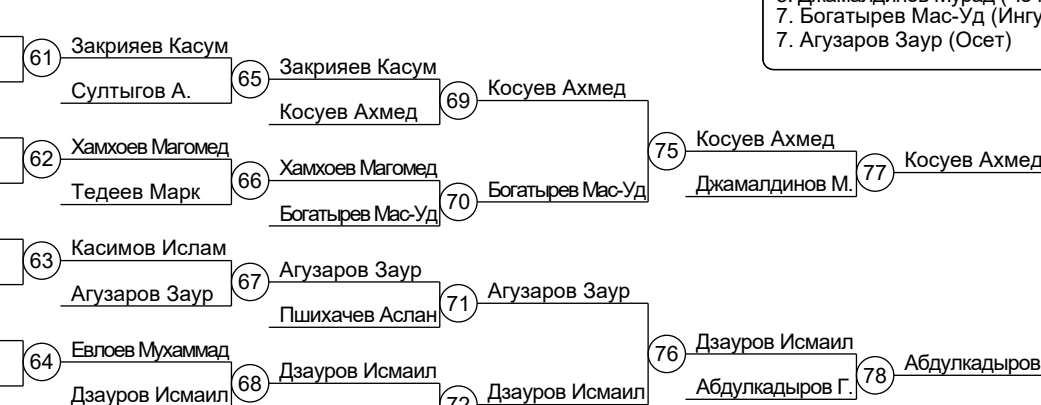 7. Богатырев Мас-Уд (Ингу
7. Агузаров Заур (Осет)
61
Закрияев Касум
Султыгов А.
65
Закрияев Касум
Косуев Ахмед
69
Косуев Ахмед
62
Хамхоев Магомед
Тедеев Марк
66
Хамхоев Магомед
Богатырев Мас-Уд
70
Богатырев Мас-Уд
75
Косуев Ахмед
Джамалдинов М.
77
Косуев Ахмед
63
Касимов Ислам
Агузаров Заур
67
Агузаров Заур
Пшихачев Аслан
71
Агузаров Заур
64
Евлоев Мухаммад
Дзауров Исмаил
68
Дзауров Исмаил
72
Дзауров Исмаил
76
Дзауров Исмаил
Абдулкадыров Г.
78
Абдулкадыров